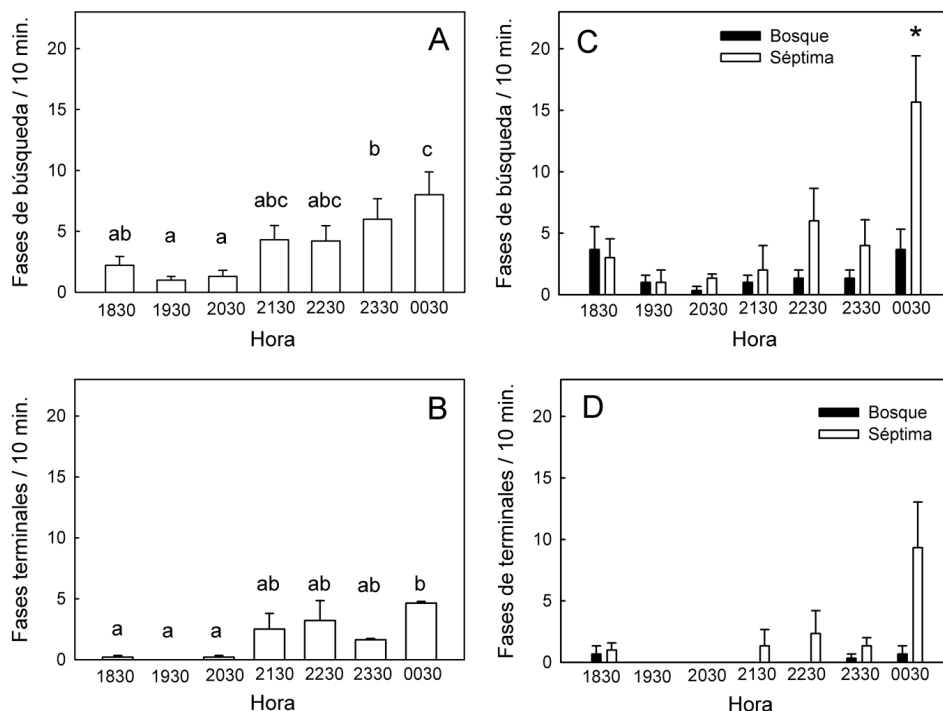 A
Fases de búsqueda / 10 min.
20
15
10
5
0
ab
a
a
abc
abc
b
c
1830
1930
2030
2130
2230
2330
0030
Hora
C
Bosque
Séptima
*
Fases de búsqueda / 10 min.
20
15
10
5
0
1830
1930
2030
2130
2230
2330
0030
Hora
B
Fases terminales / 10 min.
20
15
10
5
0
a
a
a
ab
ab
ab
b
1830
1930
2030
2130
2230
2330
0030
Hora
D
Bosque
Séptima
Fases de terminales / 10 min.
20
15
10
5
0
1830
1930
2030
2130
2230
2330
0030
Hora